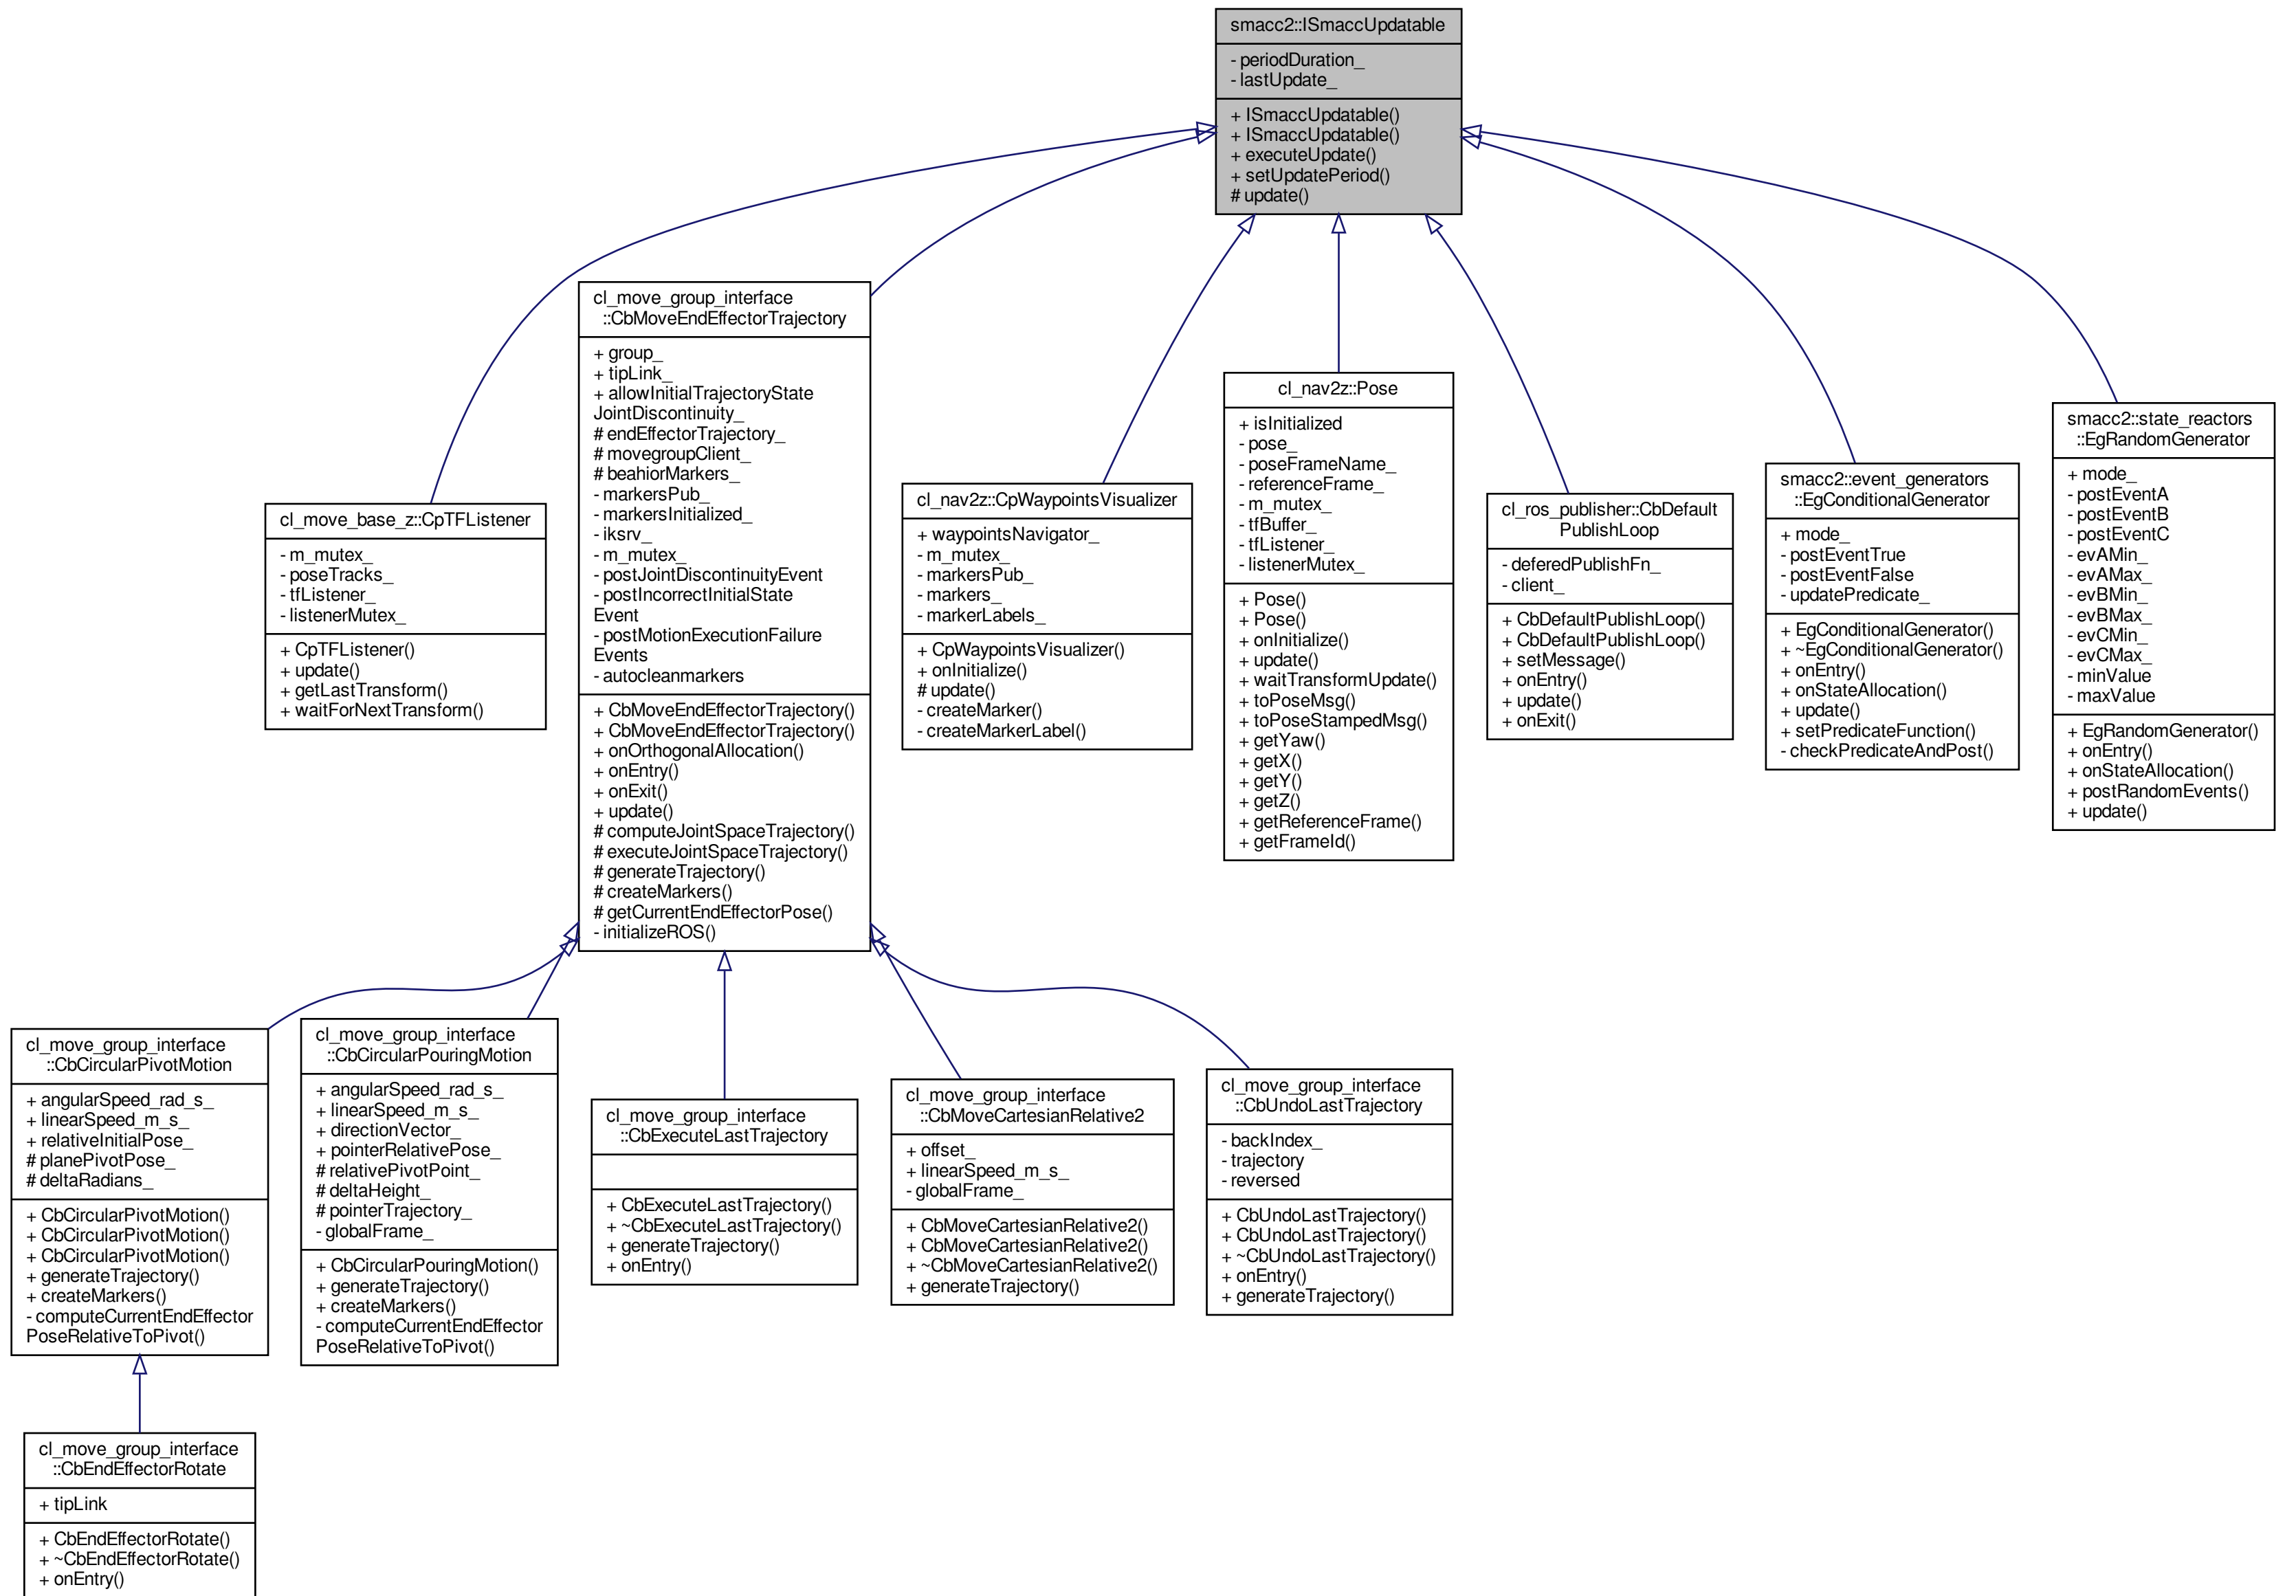 smacc2::ISmaccUpdatable
- periodDuration_
- lastUpdate_
+ ISmaccUpdatable()
+ ISmaccUpdatable()
+ executeUpdate()
+ setUpdatePeriod()
# update()
cl_move_base_z::CpTFListener
- m_mutex_
- poseTracks_
- tfListener_
- listenerMutex_
+ CpTFListener()
+ update()
+ getLastTransform()
+ waitForNextTransform()
cl_move_group_interface
::CbMoveEndEffectorTrajectory
+ group_
+ tipLink_
+ allowInitialTrajectoryState
JointDiscontinuity_
# endEffectorTrajectory_
# movegroupClient_
# beahiorMarkers_
- markersPub_
- markersInitialized_
- iksrv_
- m_mutex_
- postJointDiscontinuityEvent
- postIncorrectInitialState
Event
- postMotionExecutionFailure
Events
- autocleanmarkers
+ CbMoveEndEffectorTrajectory()
+ CbMoveEndEffectorTrajectory()
+ onOrthogonalAllocation()
+ onEntry()
+ onExit()
+ update()
# computeJointSpaceTrajectory()
# executeJointSpaceTrajectory()
# generateTrajectory()
# createMarkers()
# getCurrentEndEffectorPose()
- initializeROS()
cl_nav2z::CpWaypointsVisualizer
+ waypointsNavigator_
- m_mutex_
- markersPub_
- markers_
- markerLabels_
+ CpWaypointsVisualizer()
+ onInitialize()
# update()
- createMarker()
- createMarkerLabel()
cl_nav2z::Pose
+ isInitialized
- pose_
- poseFrameName_
- referenceFrame_
- m_mutex_
- tfBuffer_
- tfListener_
- listenerMutex_
+ Pose()
+ Pose()
+ onInitialize()
+ update()
+ waitTransformUpdate()
+ toPoseMsg()
+ toPoseStampedMsg()
+ getYaw()
+ getX()
+ getY()
+ getZ()
+ getReferenceFrame()
+ getFrameId()
cl_ros_publisher::CbDefault
PublishLoop
- deferedPublishFn_
- client_
+ CbDefaultPublishLoop()
+ CbDefaultPublishLoop()
+ setMessage()
+ onEntry()
+ update()
+ onExit()
smacc2::event_generators
::EgConditionalGenerator
+ mode_
- postEventTrue
- postEventFalse
- updatePredicate_
+ EgConditionalGenerator()
+ ~EgConditionalGenerator()
+ onEntry()
+ onStateAllocation()
+ update()
+ setPredicateFunction()
- checkPredicateAndPost()
smacc2::state_reactors
::EgRandomGenerator
+ mode_
- postEventA
- postEventB
- postEventC
- evAMin_
- evAMax_
- evBMin_
- evBMax_
- evCMin_
- evCMax_
- minValue
- maxValue
+ EgRandomGenerator()
+ onEntry()
+ onStateAllocation()
+ postRandomEvents()
+ update()
cl_move_group_interface
::CbCircularPivotMotion
+ angularSpeed_rad_s_
+ linearSpeed_m_s_
+ relativeInitialPose_
# planePivotPose_
# deltaRadians_
+ CbCircularPivotMotion()
+ CbCircularPivotMotion()
+ CbCircularPivotMotion()
+ generateTrajectory()
+ createMarkers()
- computeCurrentEndEffector
PoseRelativeToPivot()
cl_move_group_interface
::CbCircularPouringMotion
+ angularSpeed_rad_s_
+ linearSpeed_m_s_
+ directionVector_
+ pointerRelativePose_
# relativePivotPoint_
# deltaHeight_
# pointerTrajectory_
- globalFrame_
+ CbCircularPouringMotion()
+ generateTrajectory()
+ createMarkers()
- computeCurrentEndEffector
PoseRelativeToPivot()
cl_move_group_interface
::CbExecuteLastTrajectory
+ CbExecuteLastTrajectory()
+ ~CbExecuteLastTrajectory()
+ generateTrajectory()
+ onEntry()
cl_move_group_interface
::CbMoveCartesianRelative2
+ offset_
+ linearSpeed_m_s_
- globalFrame_
+ CbMoveCartesianRelative2()
+ CbMoveCartesianRelative2()
+ ~CbMoveCartesianRelative2()
+ generateTrajectory()
cl_move_group_interface
::CbUndoLastTrajectory
- backIndex_
- trajectory
- reversed
+ CbUndoLastTrajectory()
+ CbUndoLastTrajectory()
+ ~CbUndoLastTrajectory()
+ onEntry()
+ generateTrajectory()
cl_move_group_interface
::CbEndEffectorRotate
+ tipLink
+ CbEndEffectorRotate()
+ ~CbEndEffectorRotate()
+ onEntry()